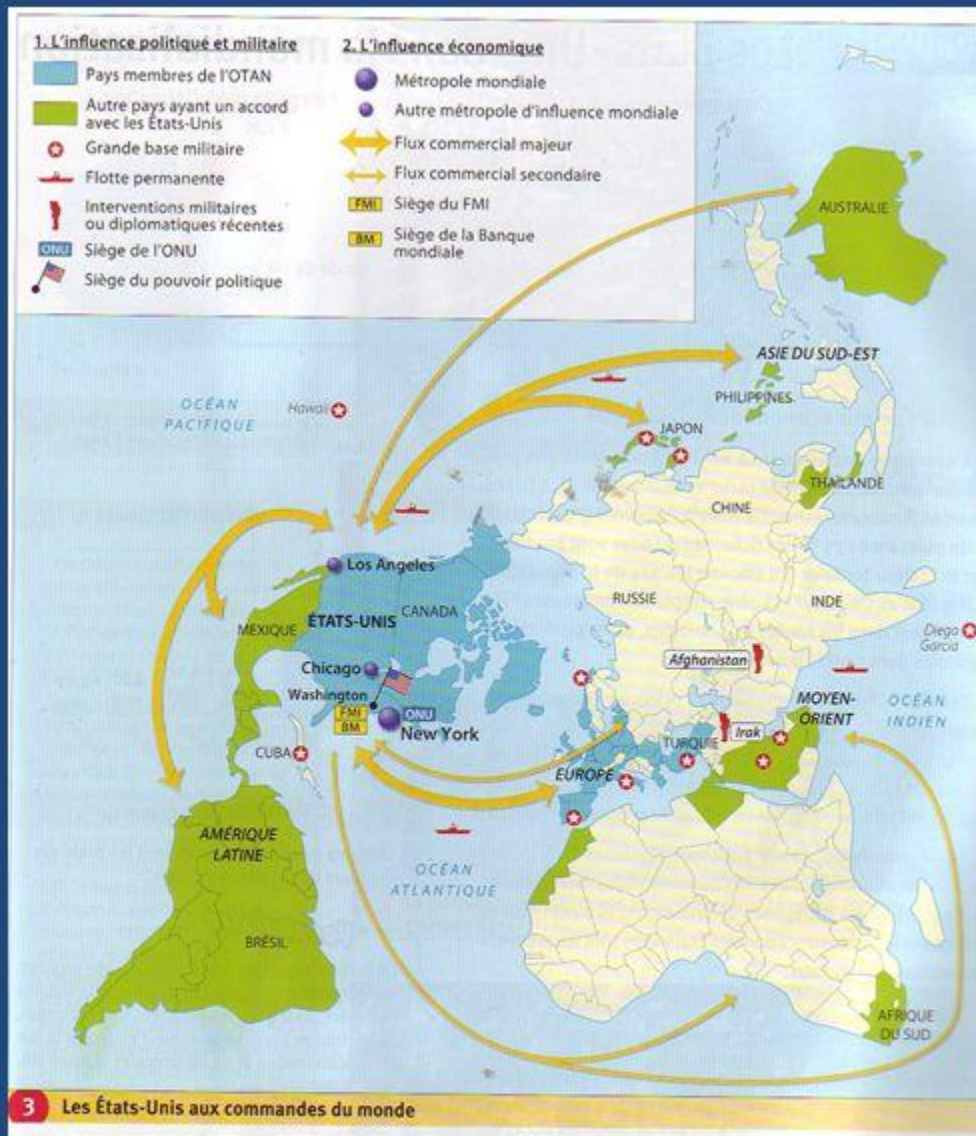 1. L'influence politique et militaire
Pays membres de l'OTAN
Autre pays ayant un accord
avec les États-Unis
Grande base militaire
Flotte permanente
Interventions militaires
ou diplomatiques récentes
ONU Siège de l'ONU
Siège du pouvoir politique
2. L'influence économique
Métropole mondiale
Autre métropole d'influence mondiale
Flux commercial majeur
Flux commercial secondaire
FMI Siège du FMI
BM Siège de la Banque
mondiale
AUSTRALIE
ASIE DU SUD-EST
OCÉAN
PACIFIQUE
Hawaii
PHILIPPINES
JAPON
THAÏLANDE
CHINE
Los Angeles
ÉTATS-UNIS
CANADA
RUSSIE
INDE
MEXIQUE
Diego
Garcia
Afghanistan
Chicago
Washington
FMI
BM
ONU
New York
MOYEN-
ORIENT
OCÉAN
INDIEN
Irak
TURQUIE
CUBA
EUROPE
AMÉRIQUE
LATINE
OCÉAN
ATLANTIQUE
BRÉSIL
AFRIQUE
DU SUD
3 Les États-Unis aux commandes du monde